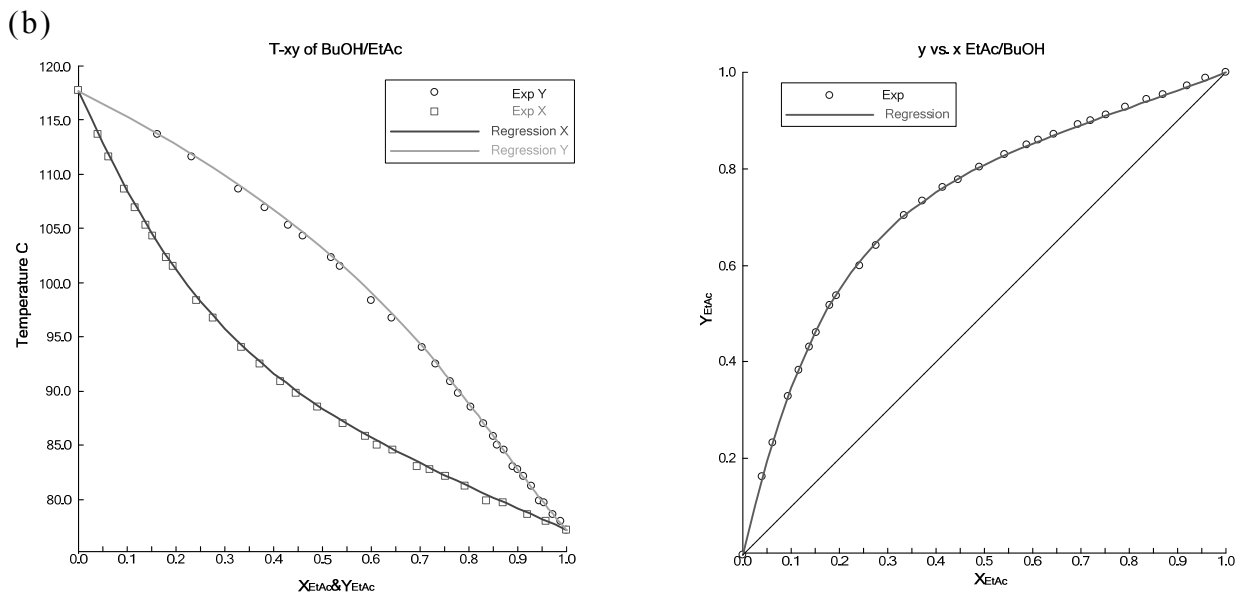 (b)
T-xy of BuOH/EtAc
120.0
115.0
110.0
105.0
100.0
95.0
90.0
85.0
80.0
Temperature C
Exp Y
Exp X
Regression X
Regression Y
0.0 0.1 0.2 0.3 0.4 0.5 0.6 0.7 0.8 0.9 1.0
XEtAc&YEtAc
y vs. x EtAc/BuOH
1.0
0.8
0.6
0.4
0.2
0.0
YEtAc
Exp
Regression
0.0 0.1 0.2 0.3 0.4 0.5 0.6 0.7 0.8 0.9 1.0
XEtAc